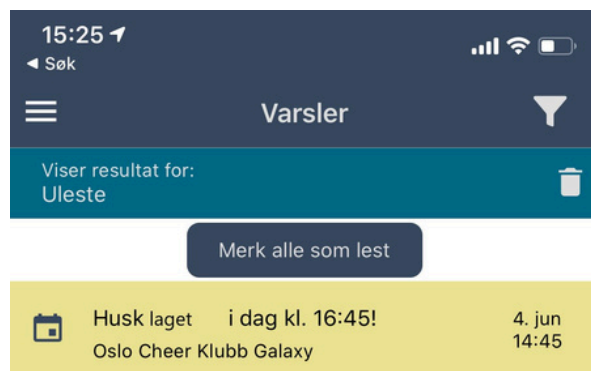 15:25
◀ Søk
Varsler
Viser resultat for:
Uleste
Merk alle som lest
Husk laget i dag kl. 16:45! 4. jun
Oslo Cheer Klubb Galaxy 14:45